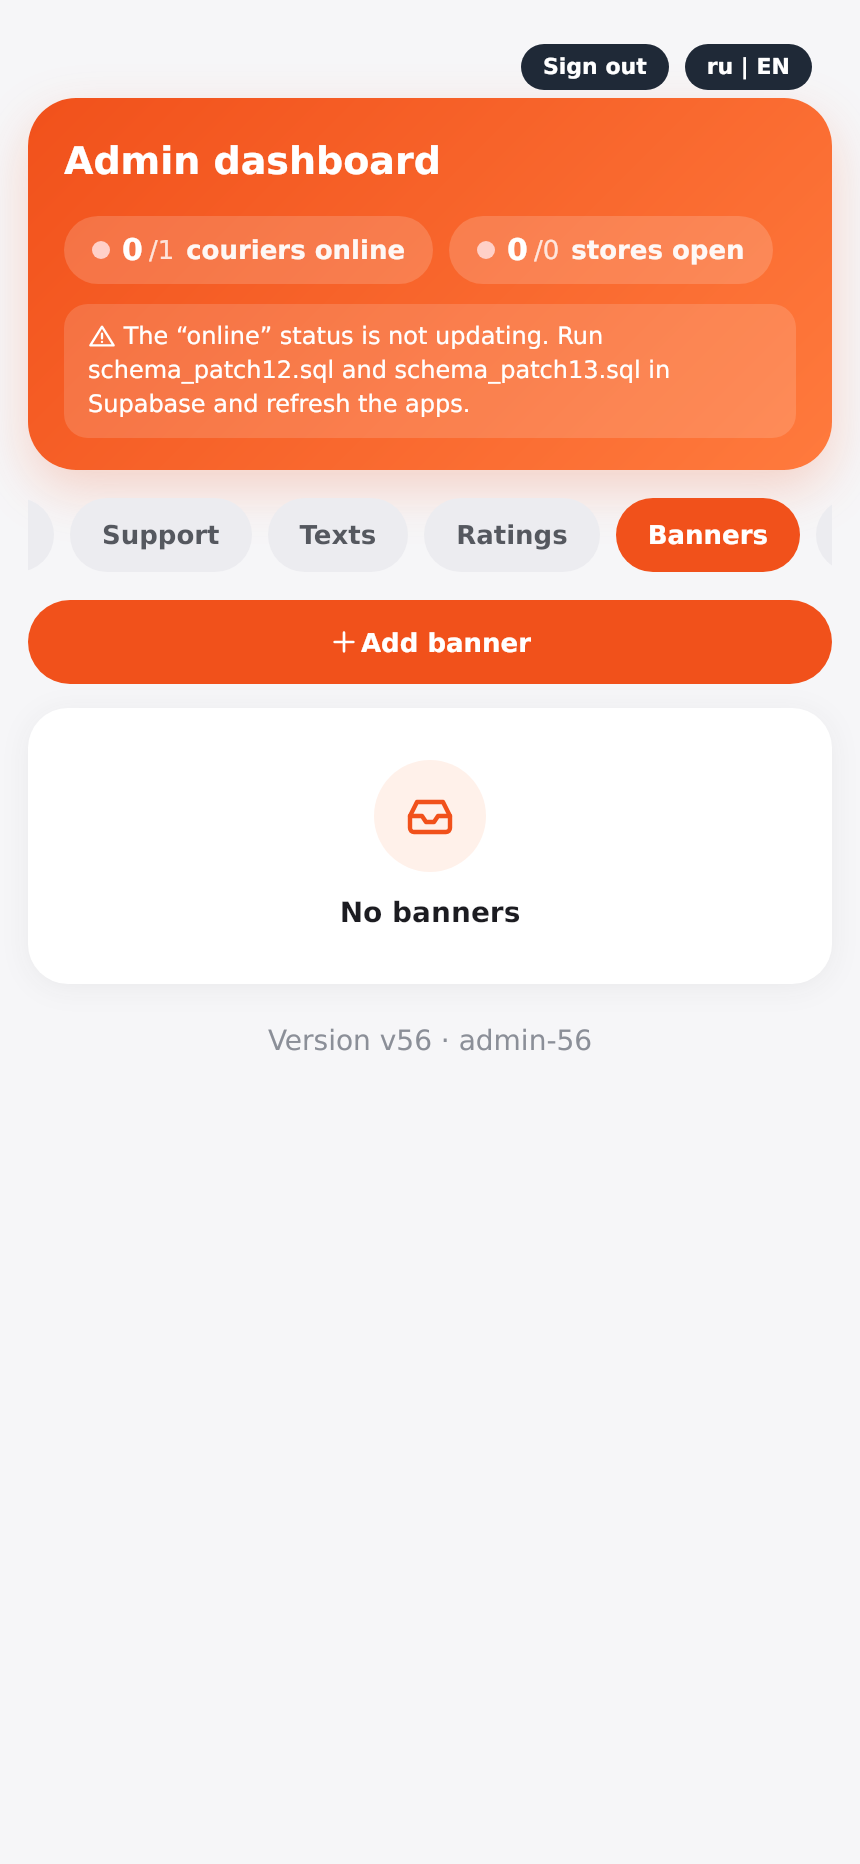 Sign out
ru | EN
Admin dashboard
0 /1 couriers online
0 /0 stores open
The “online” status is not updating. Run
schema_patch12.sql and schema_patch13.sql in
Supabase and refresh the apps.
Support
Texts
Ratings
Banners
Add banner
No banners
Version v56 · admin-56